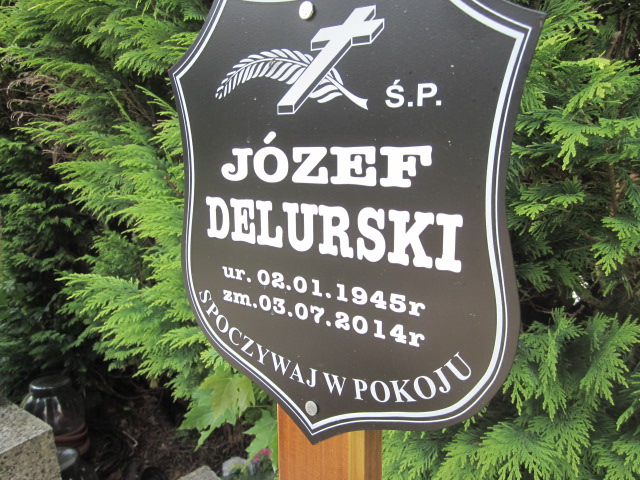 Ś.P.
JÓZEF
DELURSKI
ur. 02.01.1945r
zm.03.07.2014r
SPOCZYWAJ W POKOJU